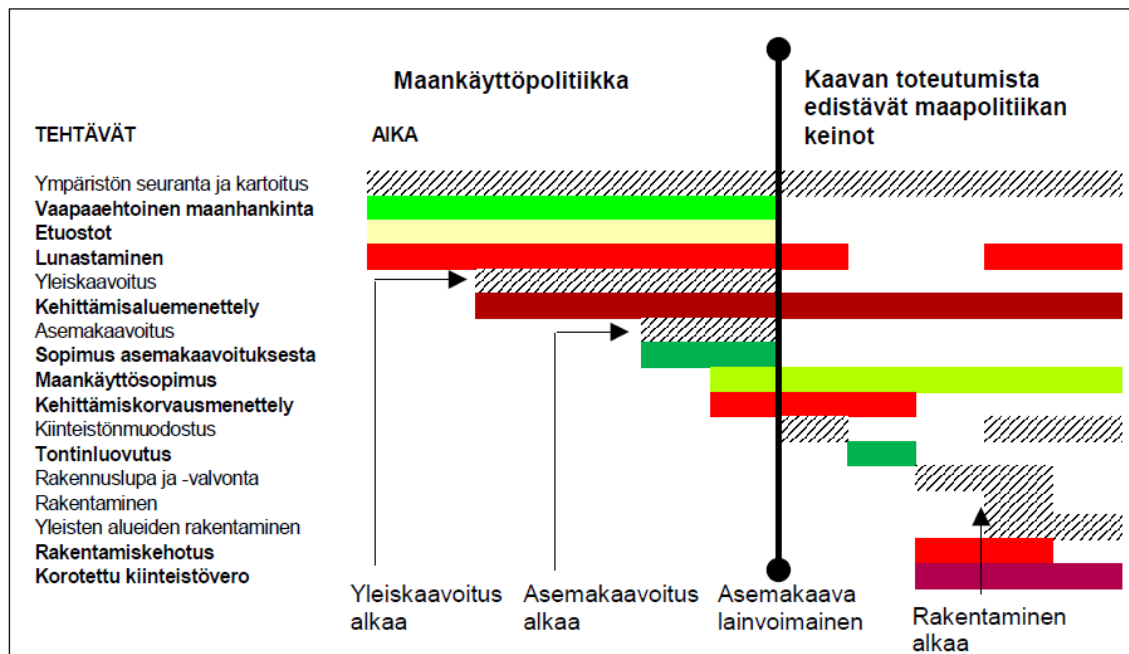 Maankäyttöpolitiikka
Kaavan toteutumista
edistävät maapolitiikan
keinot
TEHTÄVÄT
AIKA
Ympäristön seuranta ja kartoitus
Vaapaaehtoinen maanhankinta
Etuostot
Lunastaminen
Yleiskaavoitus
Kehittämisaluemenettely
Asemakaavoitus
Sopimus asemakaavoituksesta
Maankäyttösopimus
Kehittämiskorvausmenettely
Kiinteistönmuodostus
Tontinluovutus
Rakennuslupa ja -valvonta
Rakentaminen
Yleisten alueiden rakentaminen
Rakentamiskehotus
Korotettu kiinteistövero
Yleiskaavoitus
alkaa
Asemakaavoitus
alkaa
Asemakaava
lainvoimainen
Rakentaminen
alkaa